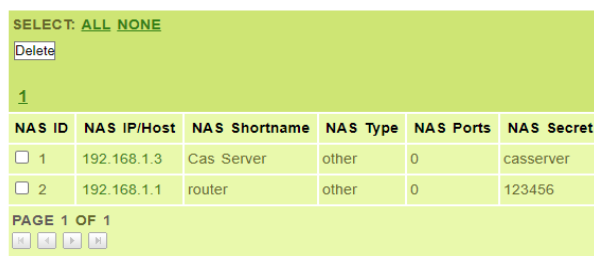 SELECT: ALL NONE
Delete
1
NAS ID NAS IP/Host NAS Shortname NAS Type NAS Ports NAS Secret
1 192.168.1.3 Cas Server other 0 casserver
2 192.168.1.1 router other 0 123456
PAGE 1 OF 1